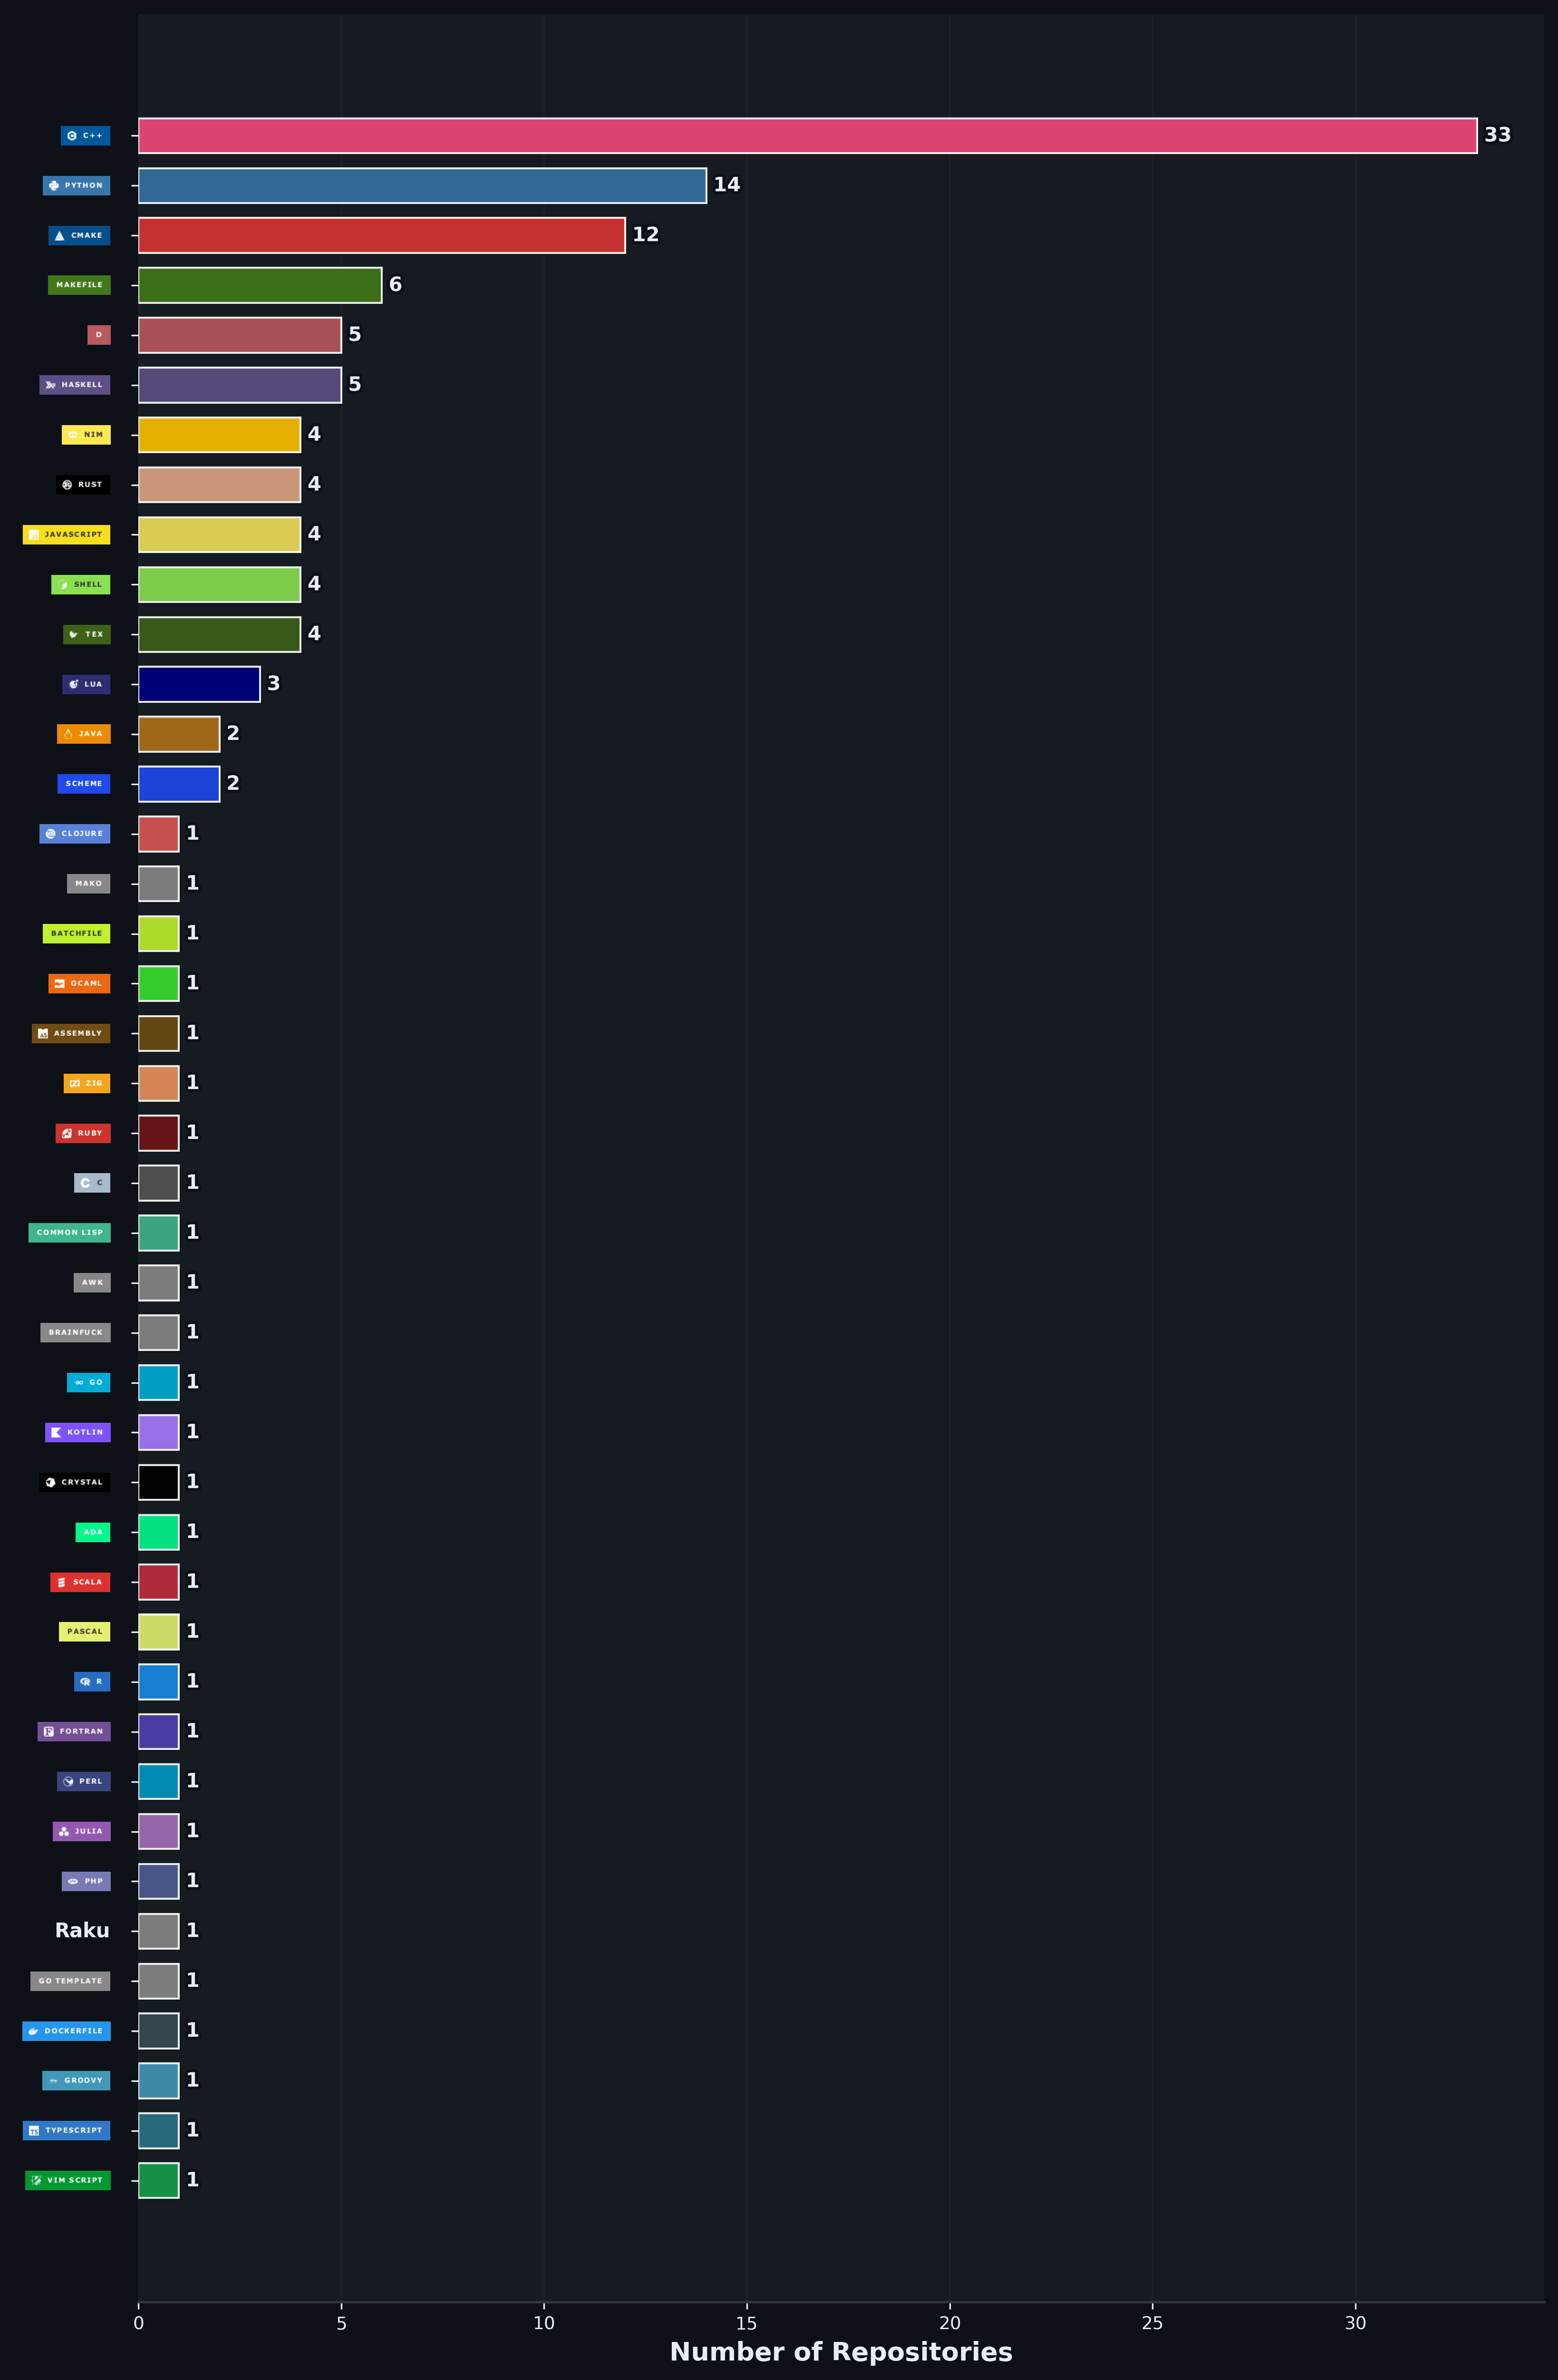 C++ 33
PYTHON 14
CMAKE 12
MAKEFILE 6
D 5
HASKELL 5
NIM 4
RUST 4
JAVASCRIPT 4
SHELL 4
TEX 4
LUA 3
JAVA 2
SCHEME 2
CLOJURE 1
MAKO 1
BATCHFILE 1
OCAML 1
ASSEMBLY 1
ZIG 1
RUBY 1
C 1
COMMON LISP 1
AWK 1
BRAINFUCK 1
GO 1
KOTLIN 1
CRYSTAL 1
ADA 1
SCALA 1
PASCAL 1
R 1
FORTRAN 1
PERL 1
JULIA 1
PHP 1
Raku 1
GO TEMPLATE 1
DOCKERFILE 1
GROOVY 1
TYPESCRIPT 1
VIM SCRIPT 1
0 5 10 15 20 25 30
Number of Repositories